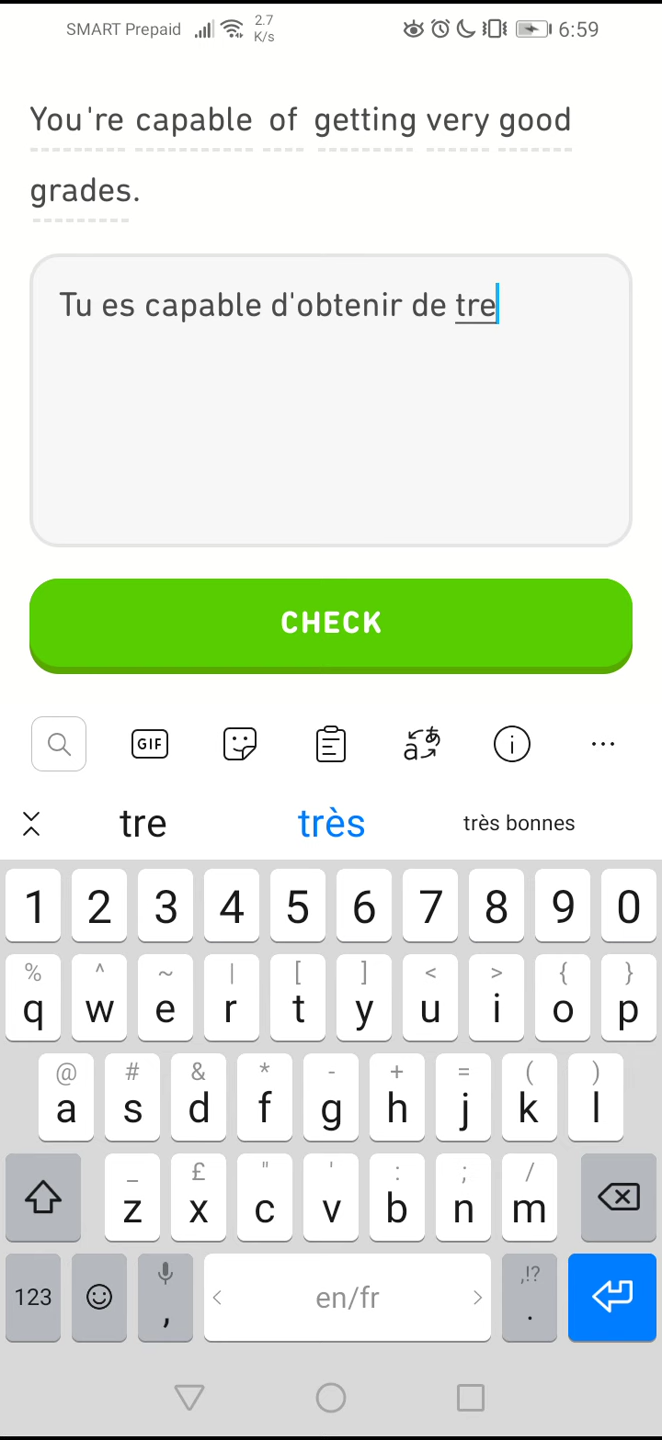 SMART Prepaid 2.7 K/s 6:59
You're capable of getting very good
grades.
Tu es capable d'obtenir de tre
CHECK
GIF
tre très très bonnes
1 2 3 4 5 6 7 8 9 0
% ^ ~ | [ ] < > { }
q w e r t y u i o p
@ # & * - + = ( )
a s d f g h j k l
_ £ " ' : ; /
z x c v b n m
123 , en/fr ,!? .